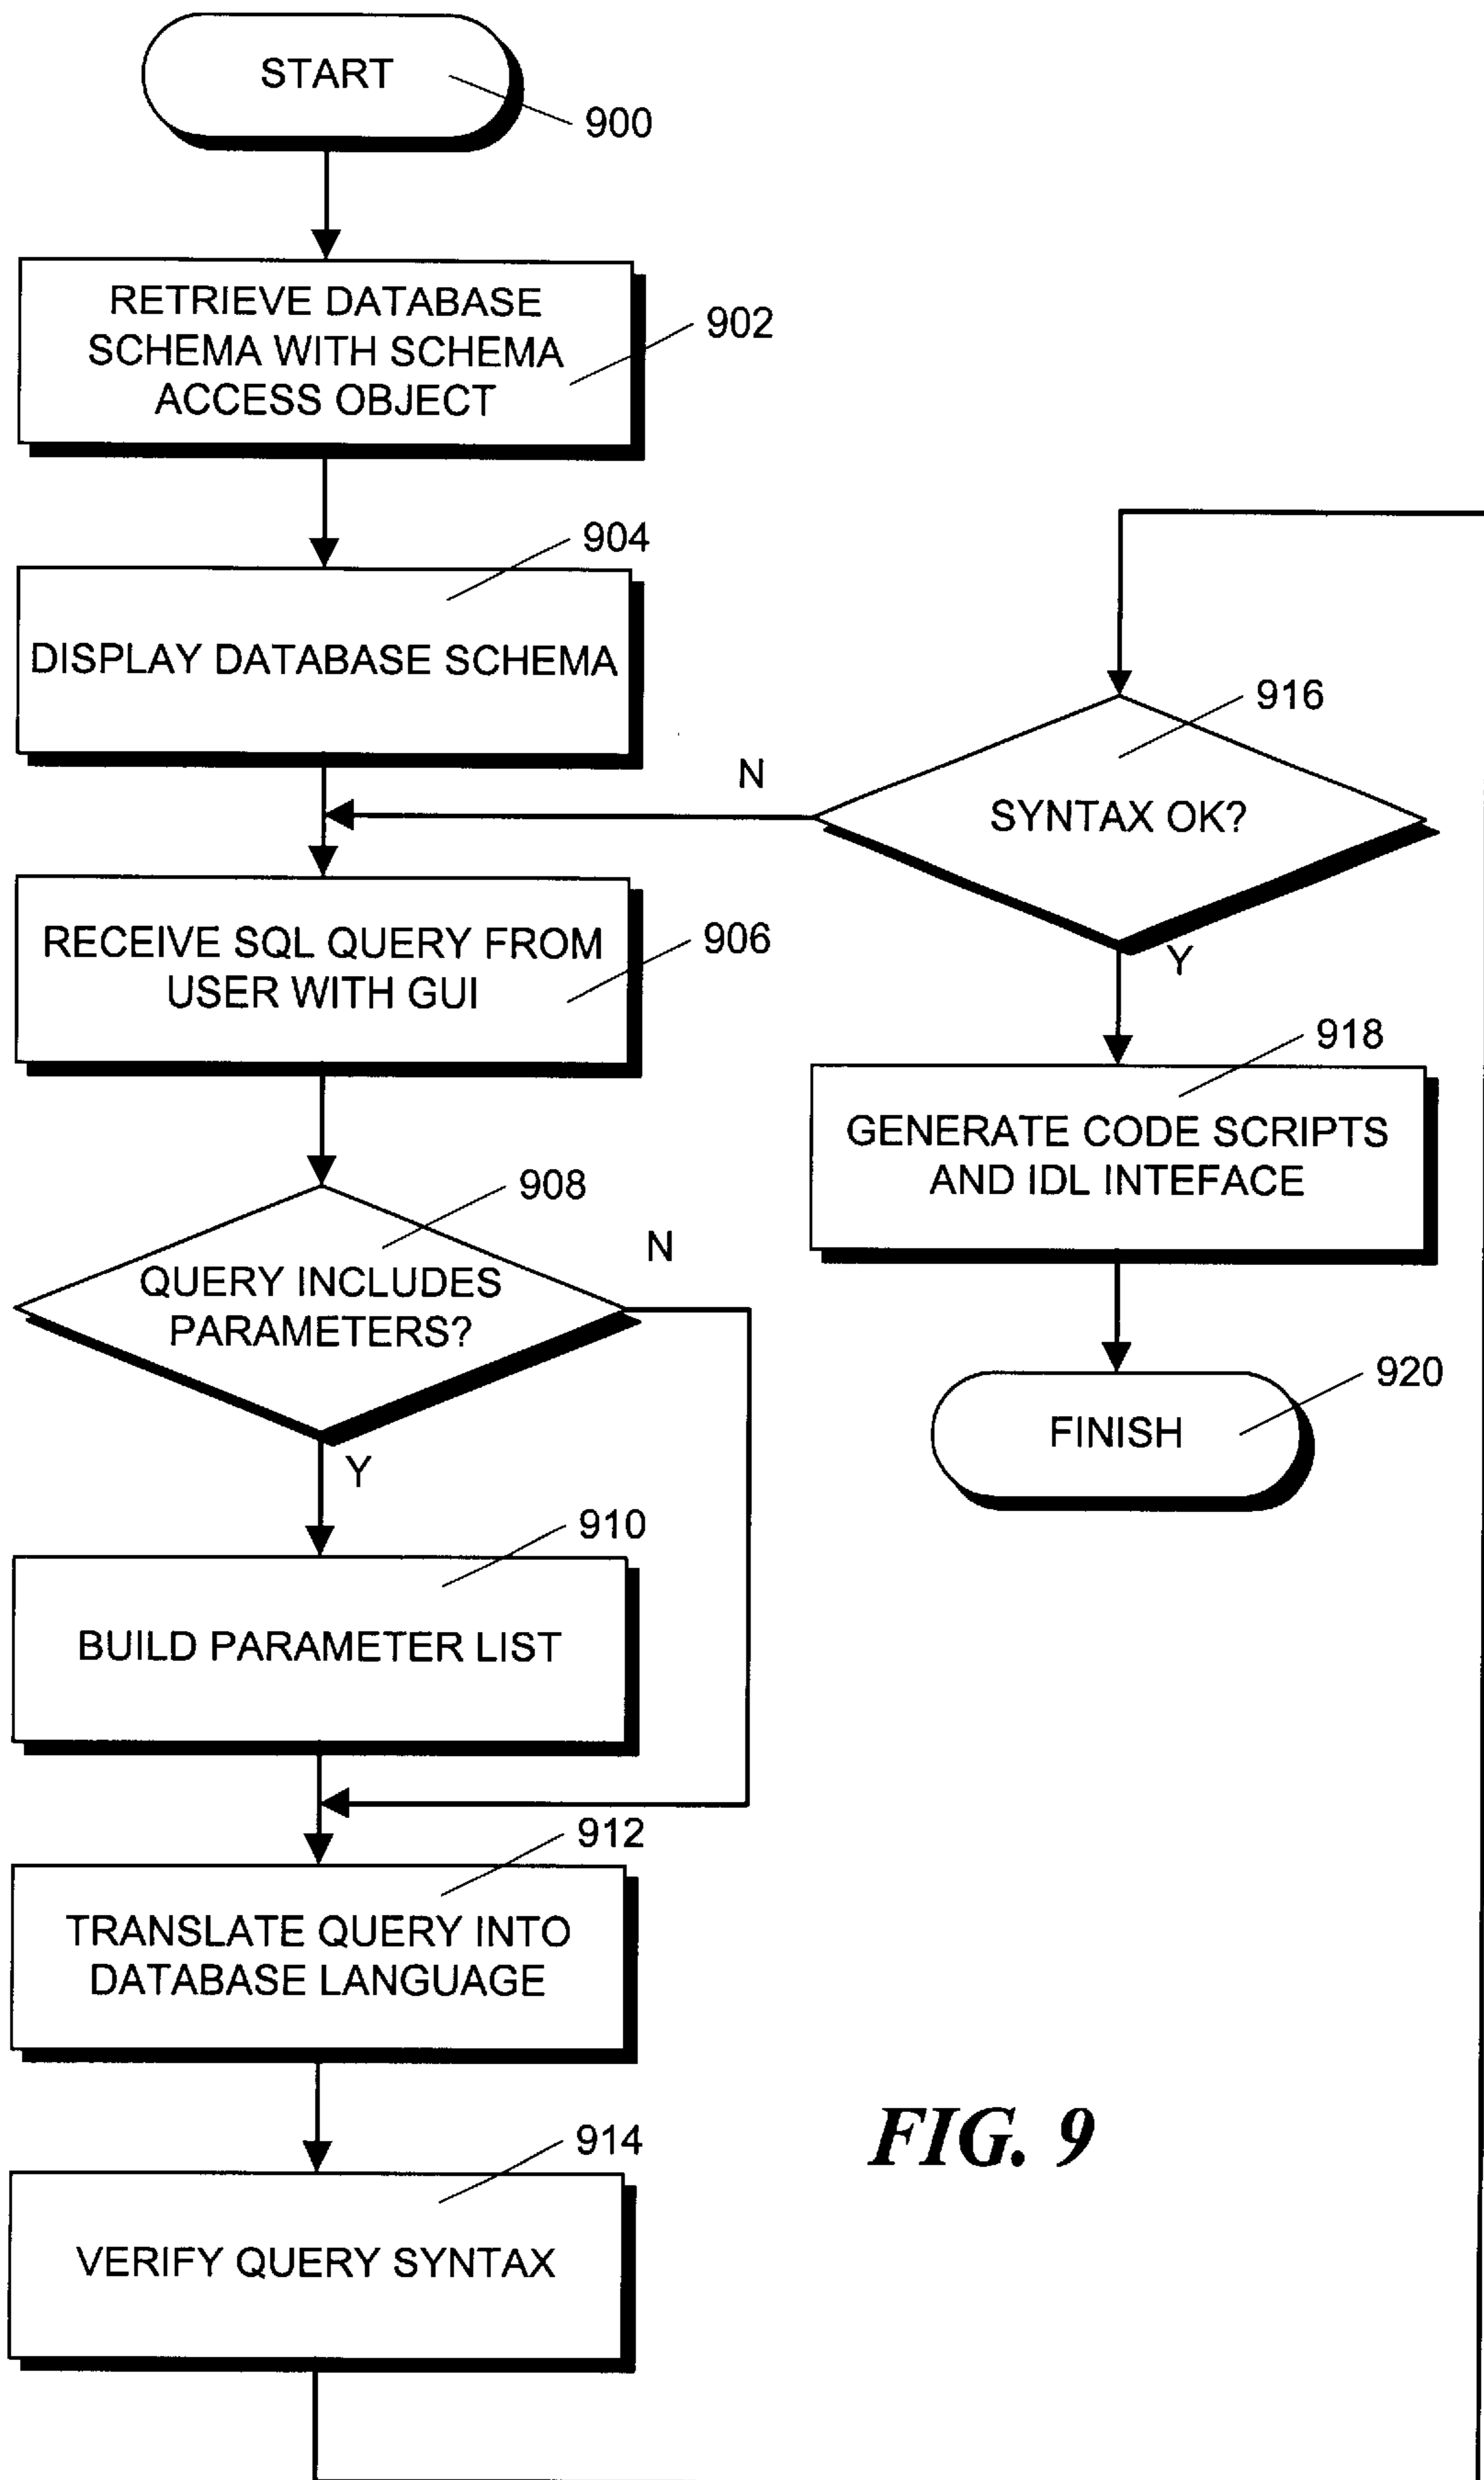 START
900
RETRIEVE DATABASE
SCHEMA WITH SCHEMA
ACCESS OBJECT
902
904
DISPLAY DATABASE SCHEMA
RECEIVE SQL QUERY FROM
USER WITH GUI
906
908
QUERY INCLUDES
PARAMETERS?
N
Y
910
BUILD PARAMETER LIST
912
TRANSLATE QUERY INTO
DATABASE LANGUAGE
914
VERIFY QUERY SYNTAX
916
SYNTAX OK?
N
Y
918
GENERATE CODE SCRIPTS
AND IDL INTEFACE
920
FINISH
FIG. 9